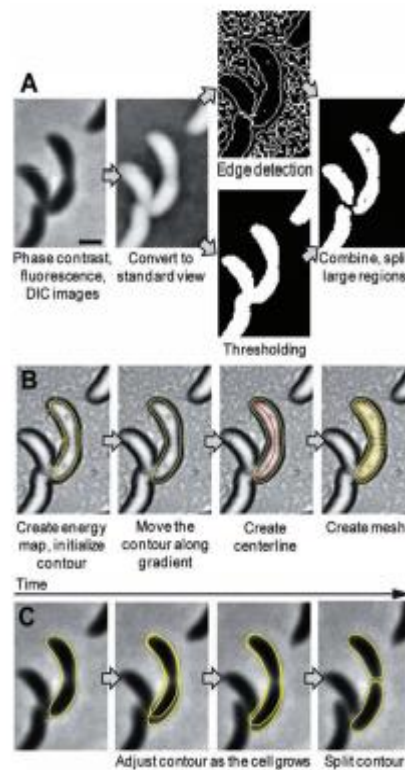 A
Edge detection
Phase contrast,
fluorescence,
DIC images
Convert to
standard view
Combine, split
large regions
Thresholding
B
Create energy
map, initialize
contour
Move the
contour along
gradient
Create
centerline
Create mesh
Time
C
Adjust contour as the cell grows
Split contour